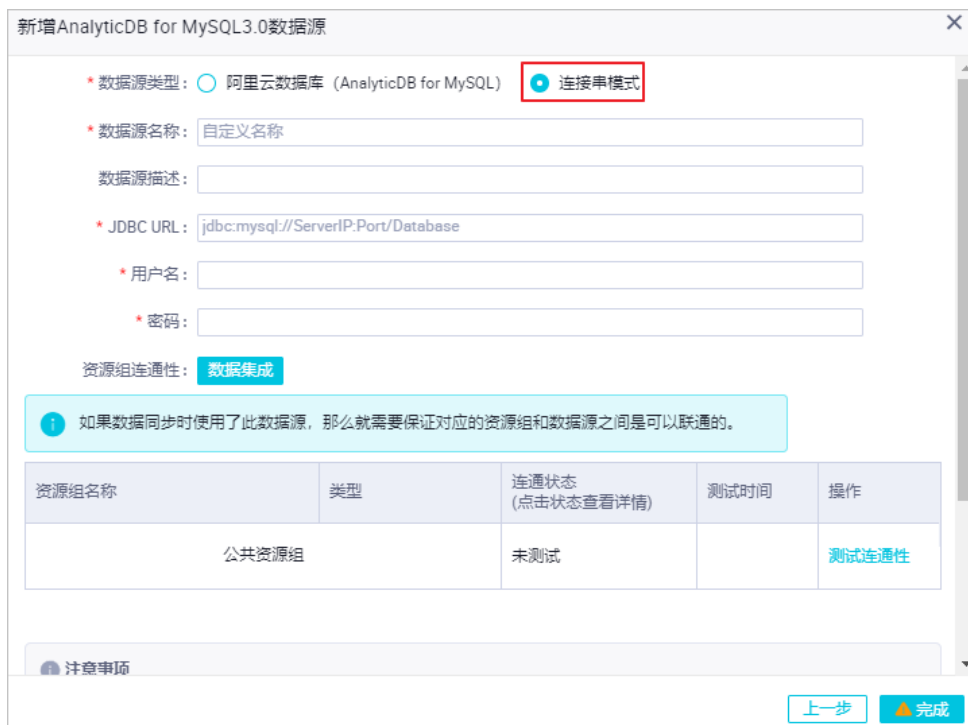 新增AnalyticDB for MySQL3.0数据源
* 数据源类型: 阿里云数据库 (AnalyticDB for MySQL) 连接串模式
* 数据源名称: 自定义名称
数据源描述:
* JDBC URL: jdbc:mysql://ServerIP:Port/Database
* 用户名:
* 密码:
资源组连通性: 数据集成
如果数据同步时使用了此数据源，那么就需要保证对应的资源组和数据源之间是可以联通的。
资源组名称 类型 连通状态 测试时间 操作
(点击状态查看详情)
公共资源组 未测试 测试连通性
注意事项
上一步 完成